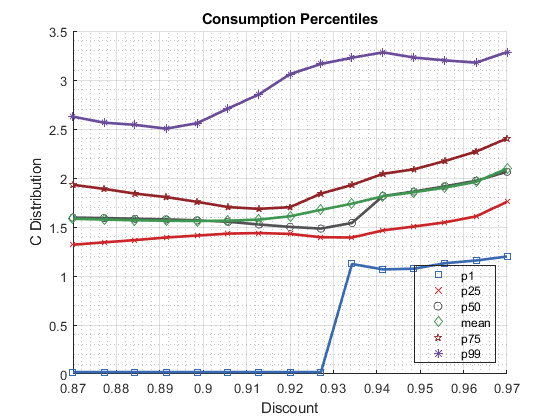 Consumption Percentiles
3.5
3
2.5
2
1.5
1
0.5
0
C Distribution
p1
p25
p50
mean
p75
p99
0.87 0.88 0.89 0.9 0.91 0.92 0.93 0.94 0.95 0.96 0.97
Discount